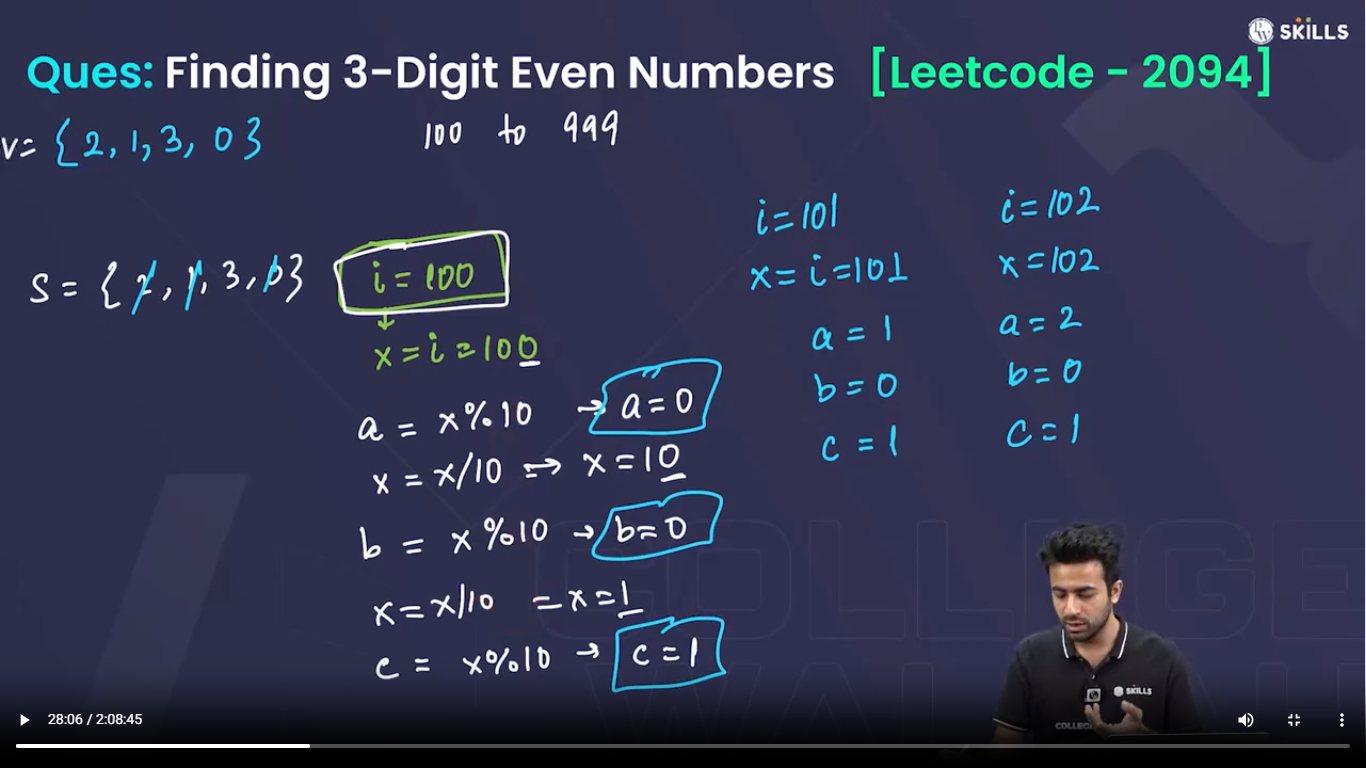 SKILLS
Ques: Finding 3-Digit Even Numbers [Leetcode - 2094]
v= {2, 1, 3, 0}
100 to 999
s = {2, 1, 3, 0}
i = 100
x = i = 100
a = x%10 → a = 0
x = x/10 => x = 10
b = x%10 → b = 0
x = x/10 = x = 1
c = x%10 → c = 1
i = 101
x = i = 101
a = 1
b = 0
c = 1
i = 102
x = 102
a = 2
b = 0
c = 1
SKILLS
28:06 / 2:08:45